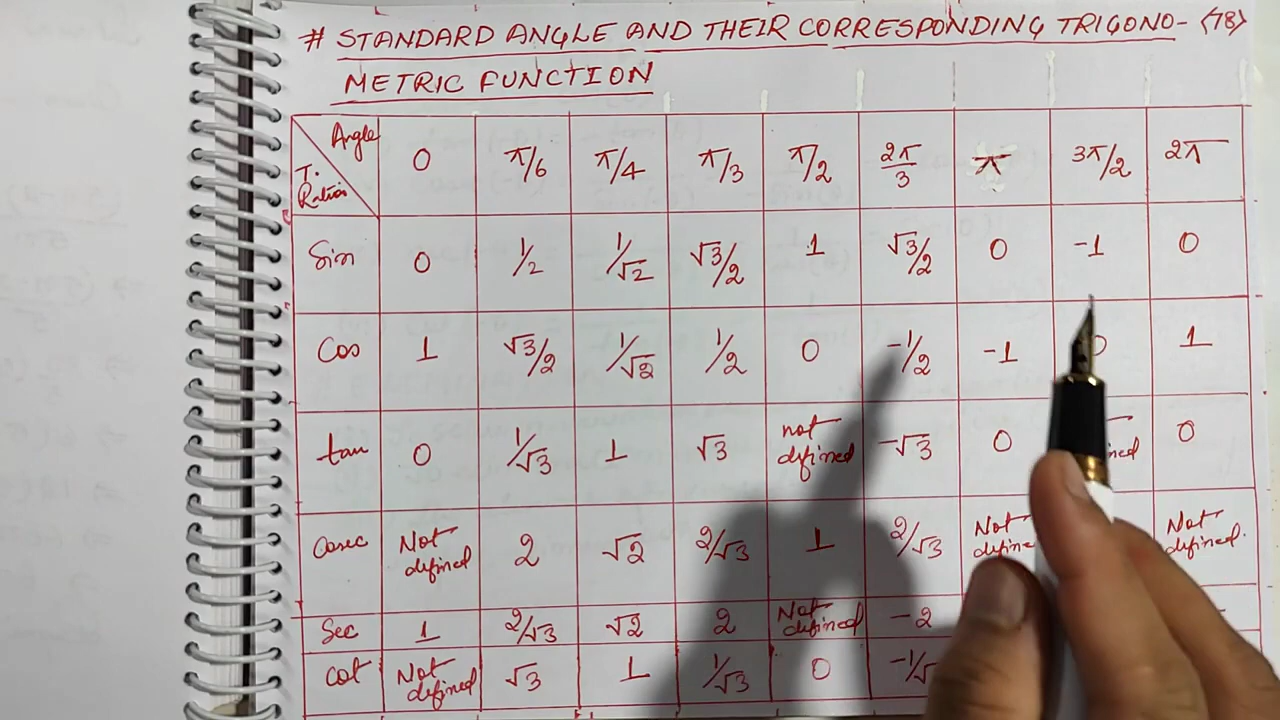 # STANDARD ANGLE AND THEIR CORRESPONDING TRIGONO- <78>
METRIC FUNCTION
Angle
T. Ratios 0 π/6 π/4 π/3 π/2 2π/3 π 3π/2 2π
Sin 0 1/2 1/√2 √3/2 1 √3/2 0 -1 0
Cos 1 √3/2 1/√2 1/2 0 -1/2 -1 0 1
tan 0 1/√3 1 √3 not defined -√3 0 0
Cosec Not defined 2 √2 2/√3 1 2/√3 Not define Not defined.
Sec 1 2/√3 √2 2 Not defined -2
Cot Not defined √3 1 1/√3 0